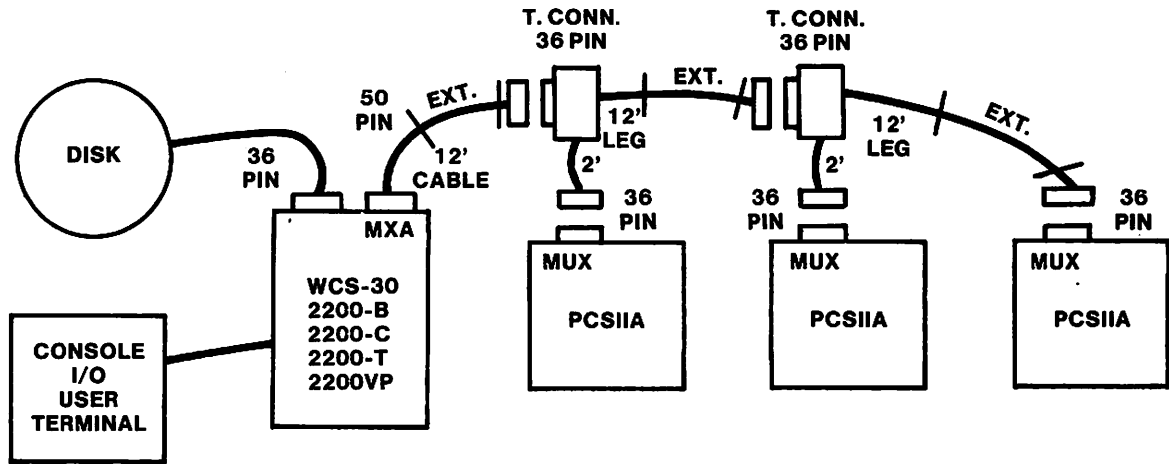 T. CONN.
36 PIN
T. CONN.
36 PIN
DISK
36
PIN
50
PIN
EXT.
12'
CABLE
EXT.
12'
LEG
2'
36
PIN
EXT.
12'
LEG
2'
36
PIN
36
PIN
MXA
WCS-30
2200-B
2200-C
2200-T
2200VP
MUX
PCSIIA
MUX
PCSIIA
MUX
PCSIIA
CONSOLE
I/O
USER
TERMINAL